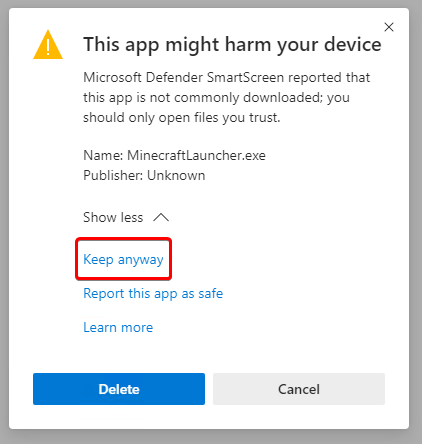 This app might harm your device
Microsoft Defender SmartScreen reported that
this app is not commonly downloaded; you
should only open files you trust.
Name: MinecraftLauncher.exe
Publisher: Unknown
Show less
Keep anyway
Report this app as safe
Learn more
Delete
Cancel